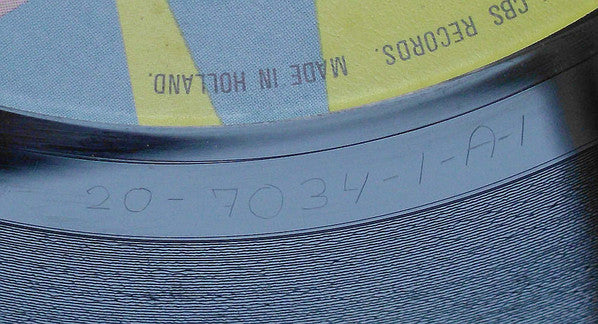 CBS RECORDS. MADE IN HOLLAND.
20-7034-1-A-1